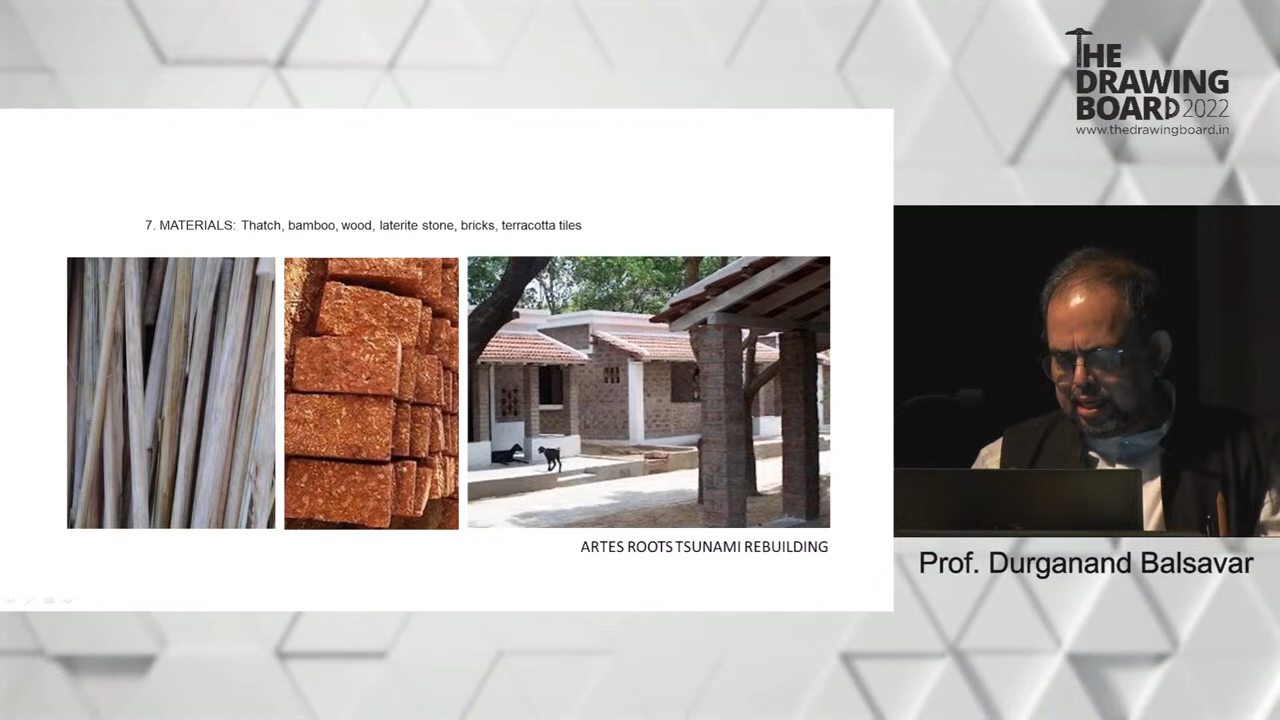 THE
DRAWING
BOARD 2022
www.thedrawingboard.in
7. MATERIALS: Thatch, bamboo, wood, laterite stone, bricks, terracotta tiles
ARTES ROOTS TSUNAMI REBUILDING
Prof. Durganand Balsavar